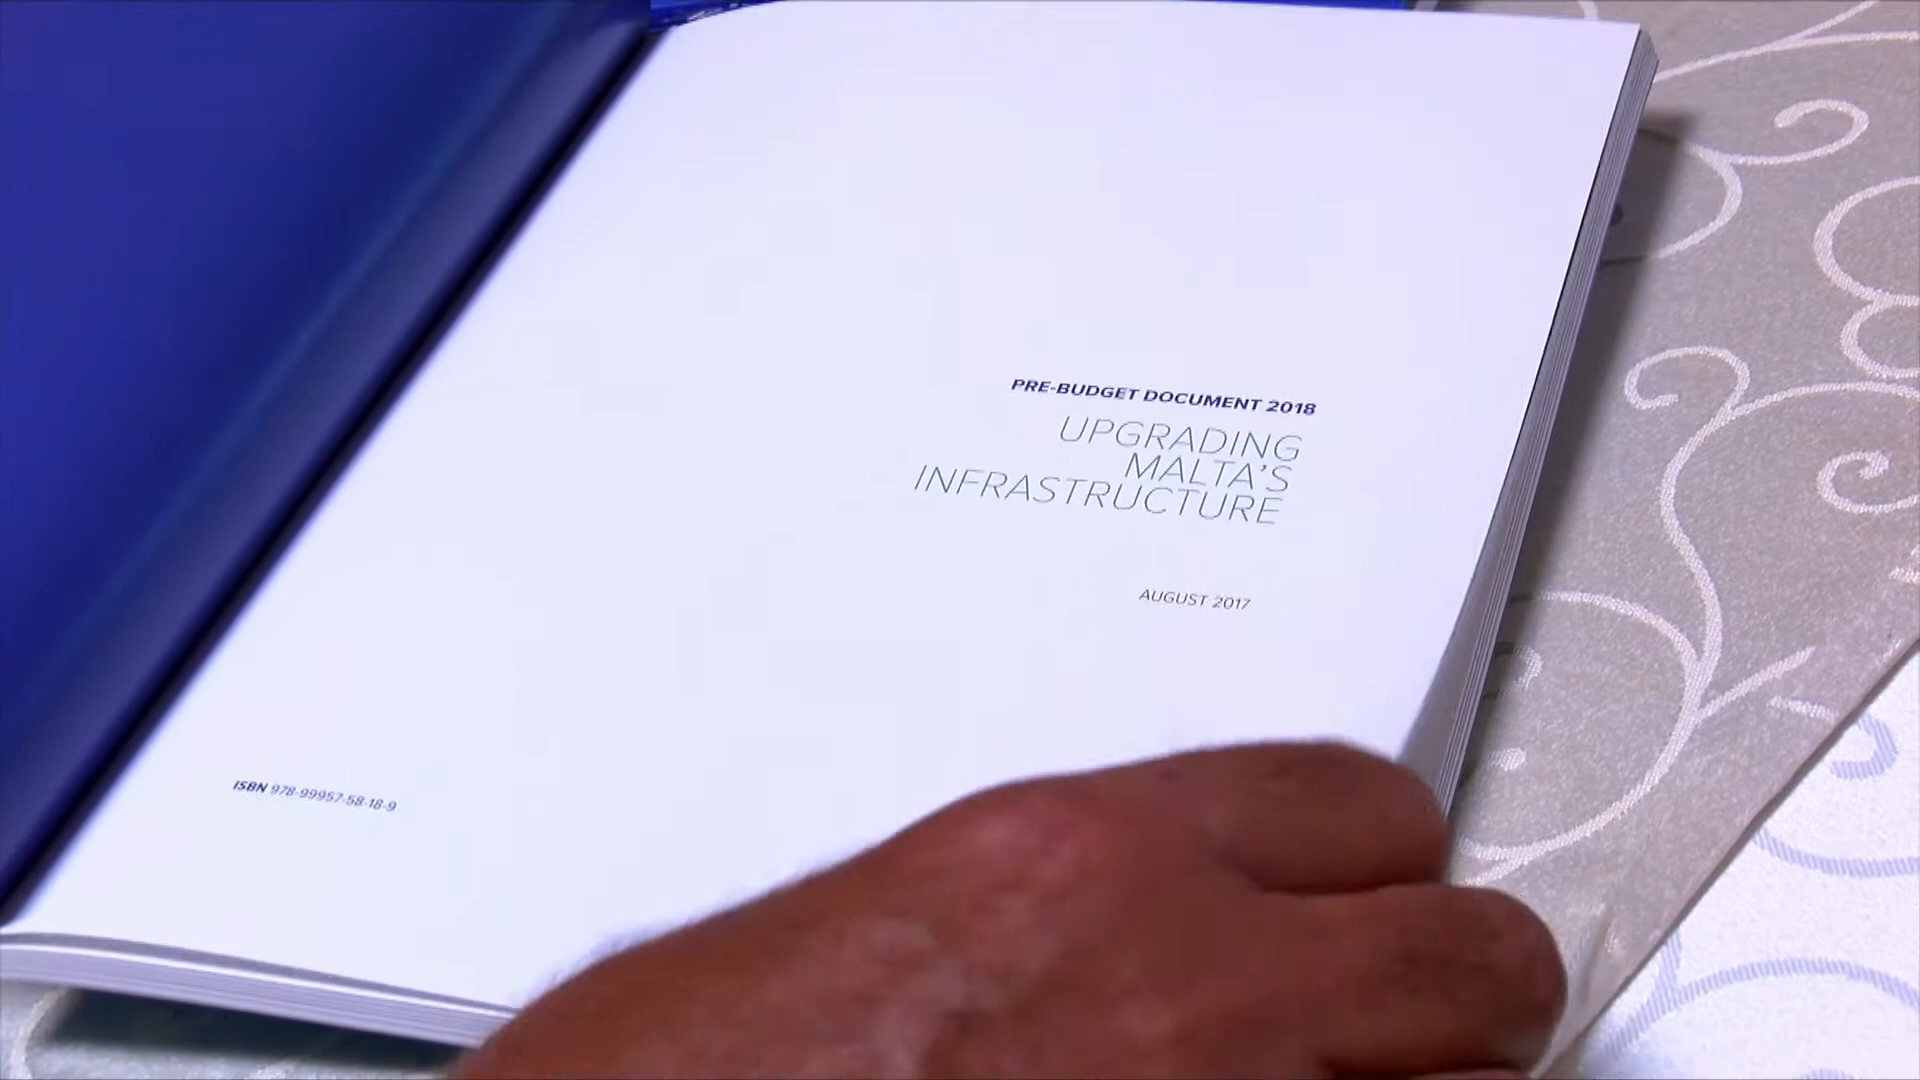 PRE-BUDGET DOCUMENT 2018
UPGRADING
MALTA'S
INFRASTRUCTURE
AUGUST 2017
ISBN 978-99957-58-18-9